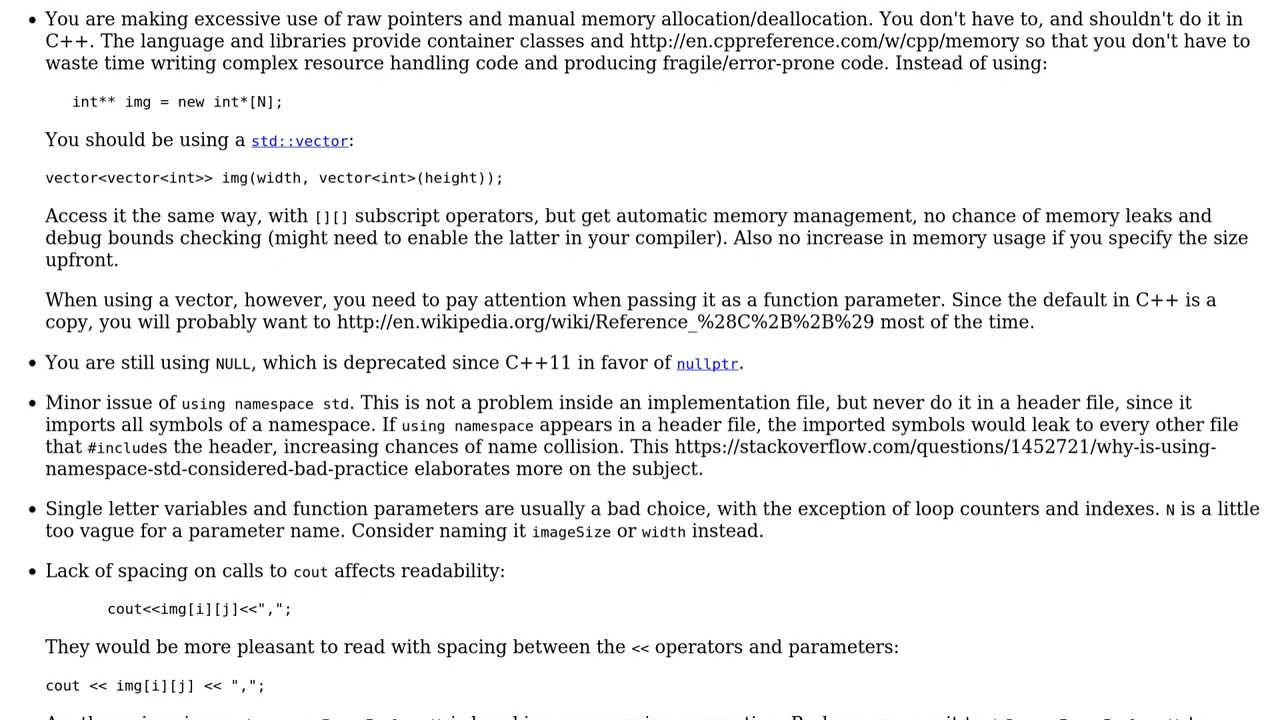 • You are making excessive use of raw pointers and manual memory allocation/deallocation. You don't have to, and shouldn't do it in
C++. The language and libraries provide container classes and http://en.cppreference.com/w/cpp/memory so that you don't have to
waste time writing complex resource handling code and producing fragile/error-prone code. Instead of using:
int** img = new int*[N];
You should be using a std::vector:
vector<vector<int>> img(width, vector<int>(height));
Access it the same way, with [][] subscript operators, but get automatic memory management, no chance of memory leaks and
debug bounds checking (might need to enable the latter in your compiler). Also no increase in memory usage if you specify the size
upfront.
When using a vector, however, you need to pay attention when passing it as a function parameter. Since the default in C++ is a
copy, you will probably want to http://en.wikipedia.org/wiki/Reference_%28C%2B%2B%29 most of the time.
• You are still using NULL, which is deprecated since C++11 in favor of nullptr.
• Minor issue of using namespace std. This is not a problem inside an implementation file, but never do it in a header file, since it
imports all symbols of a namespace. If using namespace appears in a header file, the imported symbols would leak to every other file
that #includes the header, increasing chances of name collision. This https://stackoverflow.com/questions/1452721/why-is-using-
namespace-std-considered-bad-practice elaborates more on the subject.
• Single letter variables and function parameters are usually a bad choice, with the exception of loop counters and indexes. N is a little
too vague for a parameter name. Consider naming it imageSize or width instead.
• Lack of spacing on calls to cout affects readability:
cout<<img[i][j]<<",";
They would be more pleasant to read with spacing between the << operators and parameters:
cout << img[i][j] << ",";